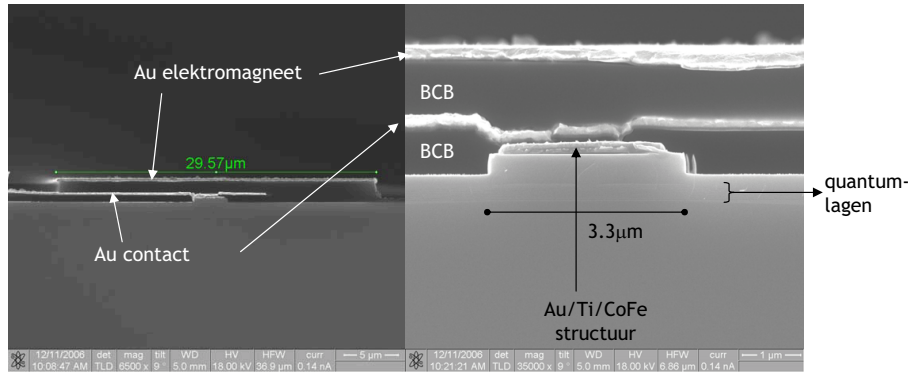 Au elektromagneet
29.57µm
Au contact
12/11/2006 det mag tilt WD HV HFW curr 5 µm
10:08:47 AM TLD 6500 x 9 ° 5.0 mm 18.00 kV 36.9 µm 0.14 nA
BCB
BCB
quantum-
lagen
3.3µm
Au/Ti/CoFe
structuur
12/11/2006 det mag tilt WD HV HFW curr 1 µm
10:21:21 AM TLD 35000 x 9 ° 5.0 mm 18.00 kV 6.86 µm 0.14 nA